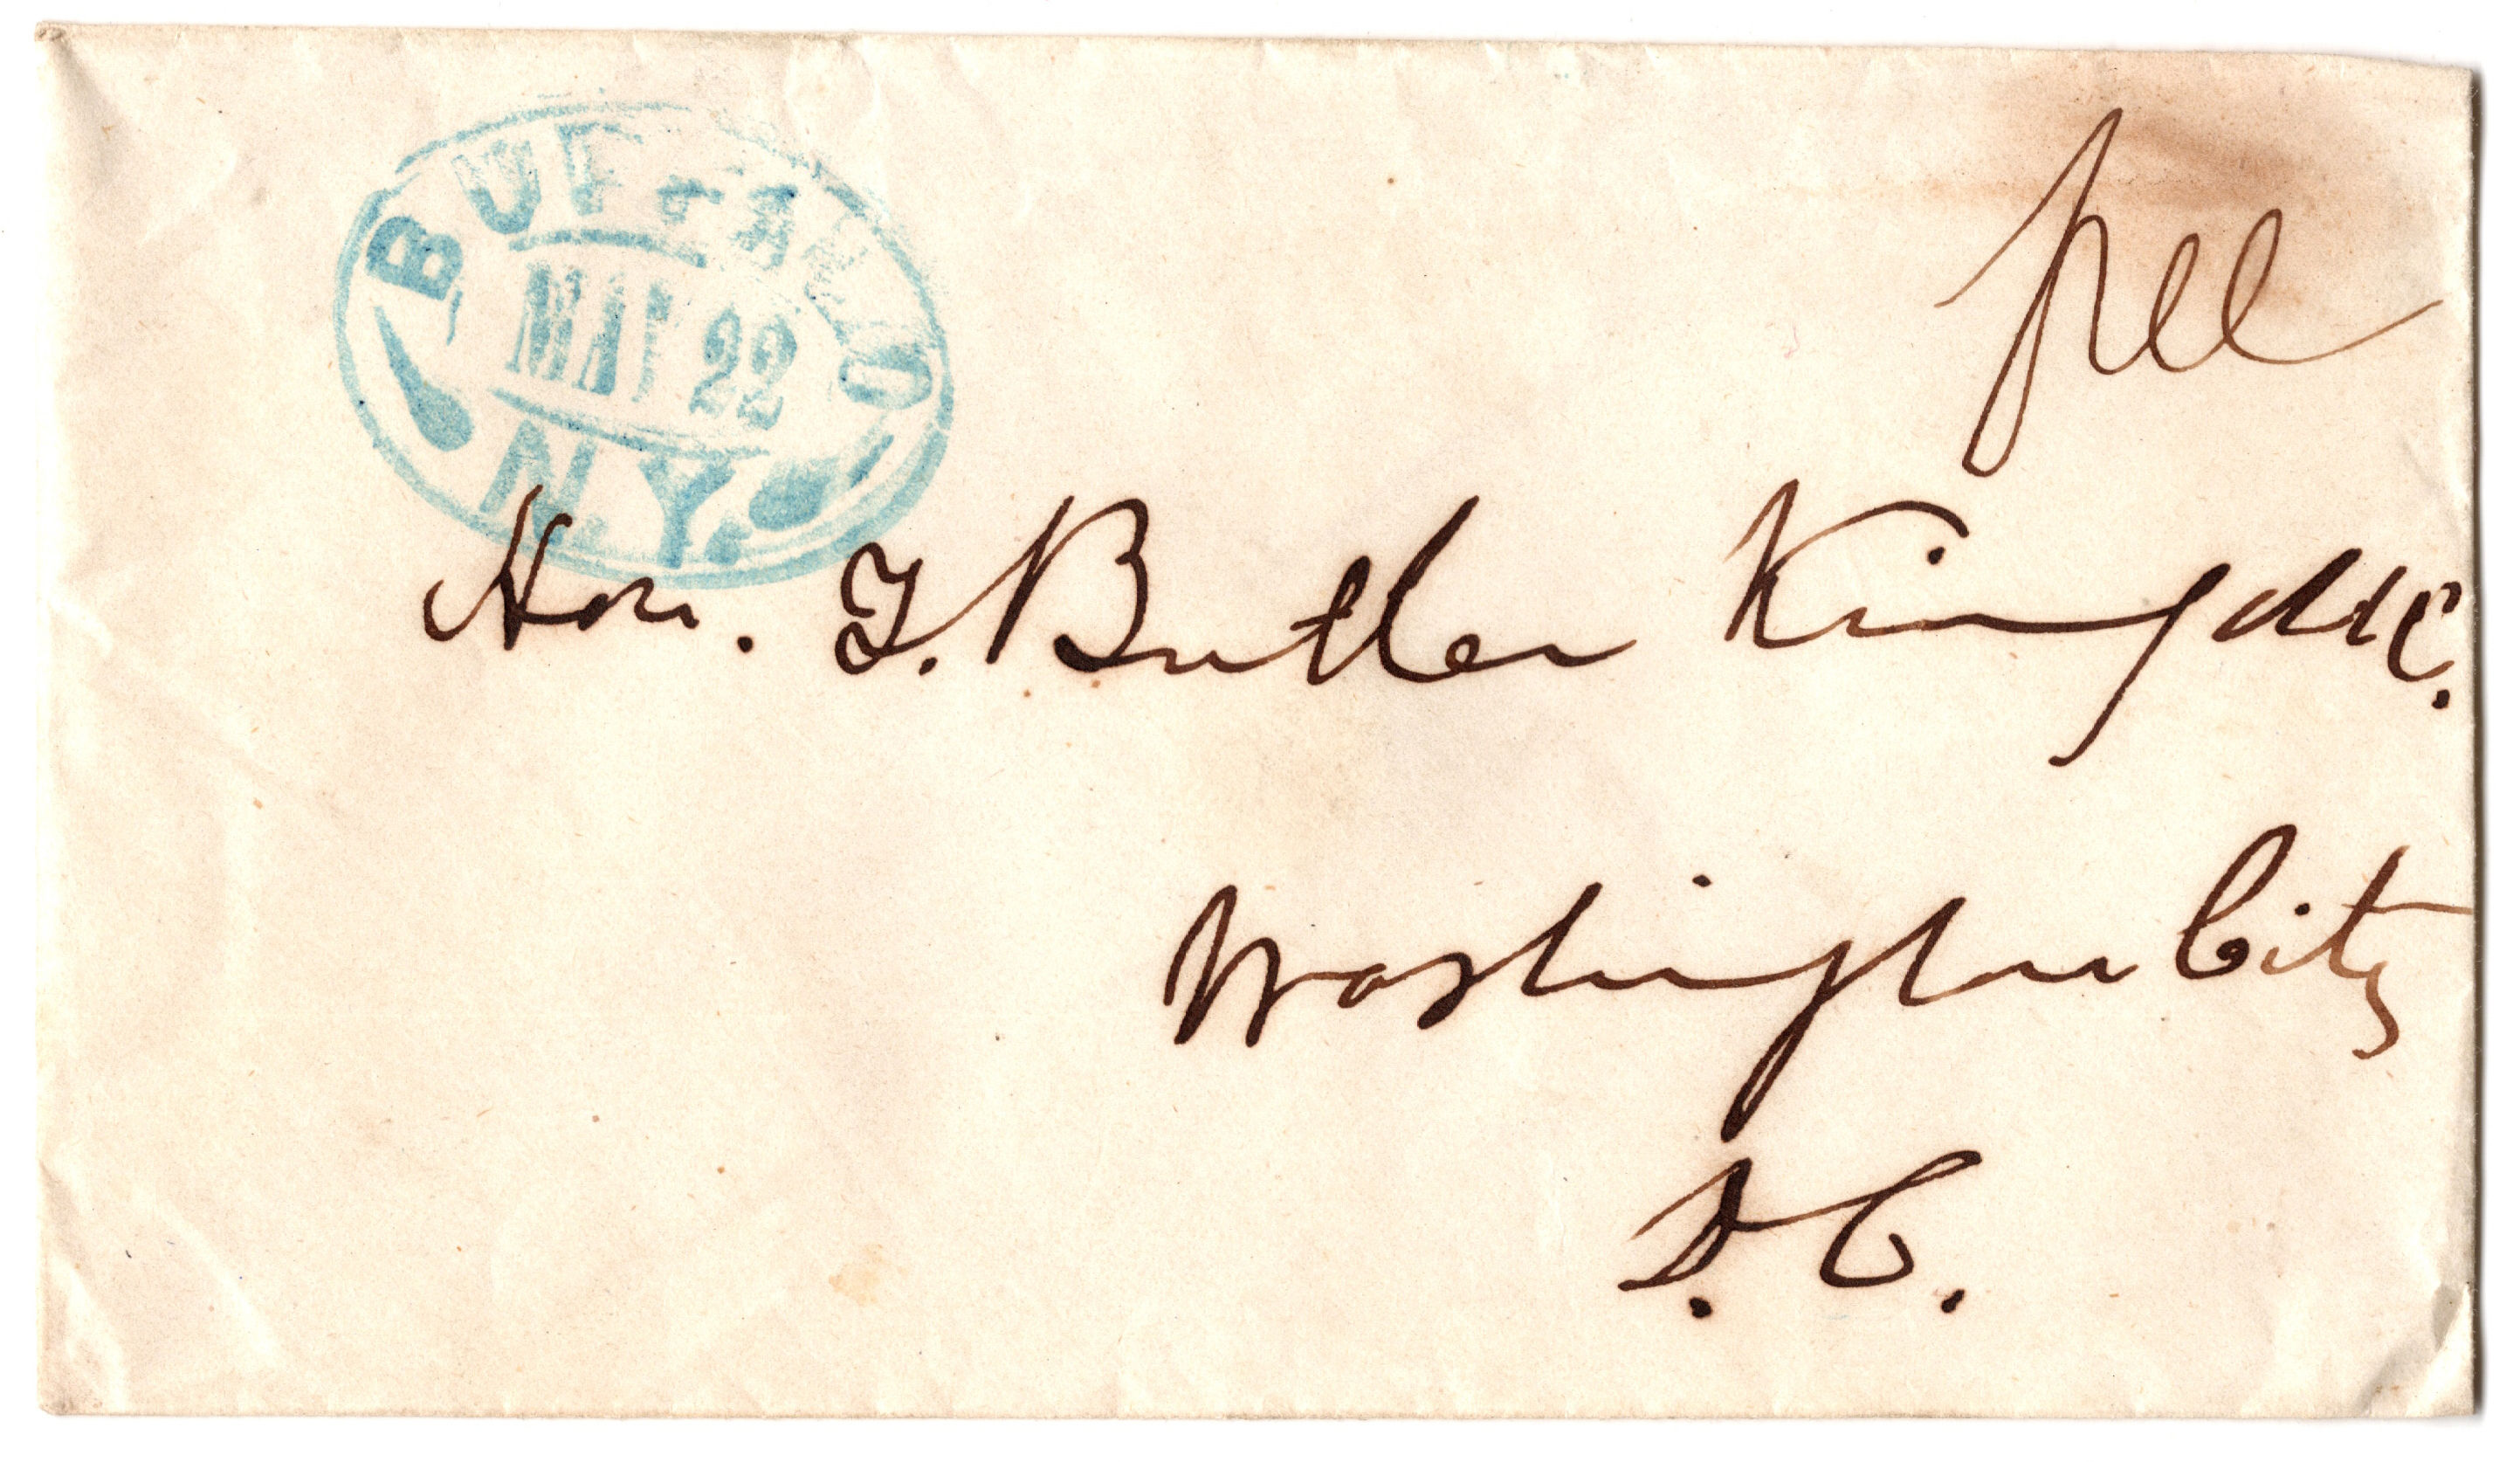 BUFFALO
MAY 22
N.Y.
free
Hon. T. Butler King M.C.
Washington City
D.C.